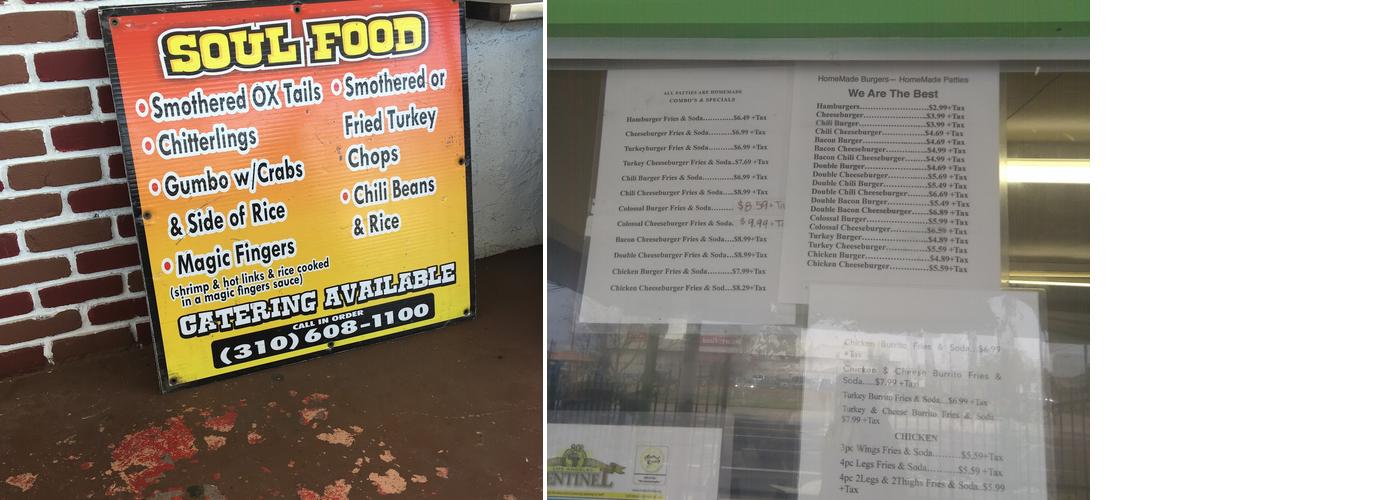 SOUL FOOD
Smothered OX Tails
Chitterlings
Gumbo w/Crabs
& Side of Rice
Magic Fingers
(shrimp & hot links & rice cooked
in a magic fingers sauce)
Smothered or
Fried Turkey
Chops
Chili Beans
& Rice
CATERING AVAILABLE
CALL IN ORDER
(310) 608-1100
ALL PATTIES ARE HOMEMADE
COMBO'S & SPECIALS
Hamburger Fries & Soda............$6.49 +Tax
Cheeseburger Fries & Soda.........$6.99 +Tax
Turkeyburger Fries & Soda.........$6.99 +Tax
Turkey Cheeseburger Fries & Soda..$7.69 +Tax
Chili Burger Fries & Soda...........$6.99 +Tax
Chili Cheeseburger Fries & Soda....$8.99 +Tax
Colossal Burger Fries & Soda........ $8.59+Ta
Colossal Cheeseburger Fries & Soda. $9.99+Ta
Bacon Cheeseburger Fries & Soda....$8.99+Tax
Double Cheeseburger Fries & Soda...$8.99+Tax
Chicken Burger Fries & Soda.........$7.99+Tax
Chicken Cheeseburger Fries & Sod...$8.29+Tax
HomeMade Burgers— HomeMade Patties
We Are The Best
Hamburgers........................$2.99+Tax
Cheeseburger......................$3.99 +Tax
Chili Burger.......................$3.99 +Tax
Chili Cheeseburger................$4.69 +Tax
Bacon Burger......................$4.69+Tax
Bacon Cheeseburger................$4.99 +Tax
Bacon Chili Cheeseburger..........$4.99 +Tax
Double Burger.....................$4.69 +Tax
Double Cheeseburger...............$5.69 +Tax
Double Chili Burger...............$5.49 +Tax
Double Chili Cheeseburger.........$6.69 +Tax
Double Bacon Burger...............$5.49 +Tax
Double Bacon Cheeseburger.........$6.89 +Tax
Colossal Burger...................$5.99 +Tax
Colossal Cheeseburger.............$6.59 +Tax
Turkey Burger.....................$4.89 +Tax
Turkey Cheeseburger...............$5.59 +Tax
Chicken Burger....................$4.89+Tax
Chicken Cheeseburger..............$5.59+Tax
Chicken Burrito Fries & Soda...$6.99
+Tax
Chicken & Cheese Burrito Fries &
Soda.....$7.99 +Tax
Turkey Burrito Fries & Soda...$6.99 +Tax
Turkey & Cheese Burrito Fries & Soda
$7.99 +Tax
CHICKEN
3pc Wings Fries & Soda.........$5.59+Tax
4pc Legs Fries & Soda..........$5.59 +Tax
4pc 2Legs & 2Thighs Fries & Soda..$5.99
+Tax
ENTINEL